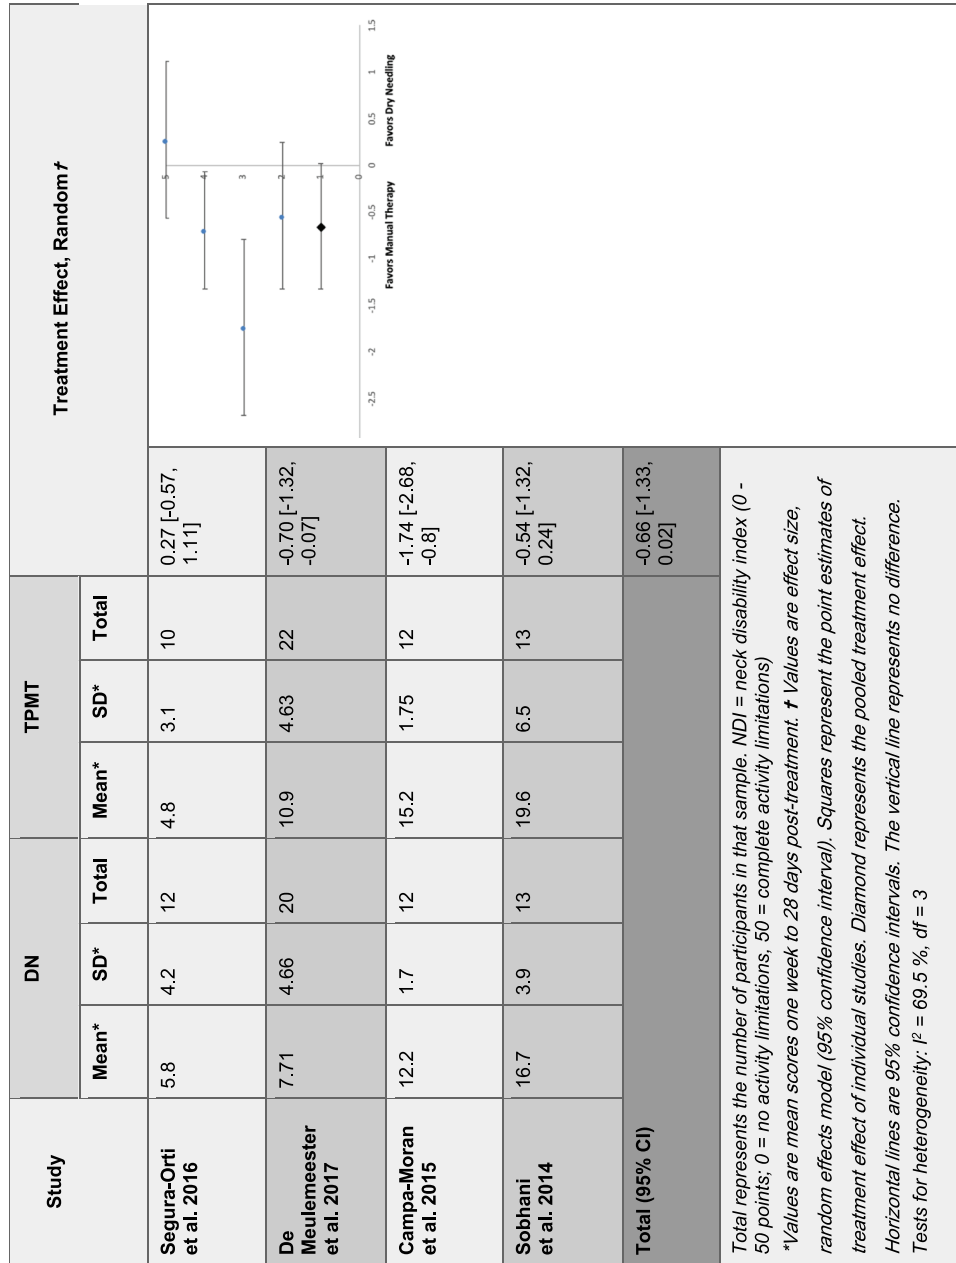 Study
DN
TPMT
Treatment Effect, Random†
Mean*
SD*
Total
Mean*
SD*
Total
Segura-Orti
et al. 2016
5.8
4.2
12
4.8
3.1
10
0.27 [-0.57,
1.11]
De
Meulemeester
et al. 2017
7.71
4.66
20
10.9
4.63
22
-0.70 [-1.32,
-0.07]
Campa-Moran
et al. 2015
12.2
1.7
12
15.2
1.75
12
-1.74 [-2.68,
-0.8]
Sobhani
et al. 2014
16.7
3.9
13
19.6
6.5
13
-0.54 [-1.32,
0.24]
Total (95% CI)
-0.66 [-1.33,
0.02]
5
4
3
2
1
0
-2.5
-2
-1.5
-1
-0.5
0
0.5
1
1.5
Favors Manual Therapy
Favors Dry Needling
Total represents the number of participants in that sample. NDI = neck disability index (0 -
50 points; 0 = no activity limitations, 50 = complete activity limitations)
*Values are mean scores one week to 28 days post-treatment. † Values are effect size,
random effects model (95% confidence interval). Squares represent the point estimates of
treatment effect of individual studies. Diamond represents the pooled treatment effect.
Horizontal lines are 95% confidence intervals. The vertical line represents no difference.
Tests for heterogeneity: I² = 69.5 %, df = 3